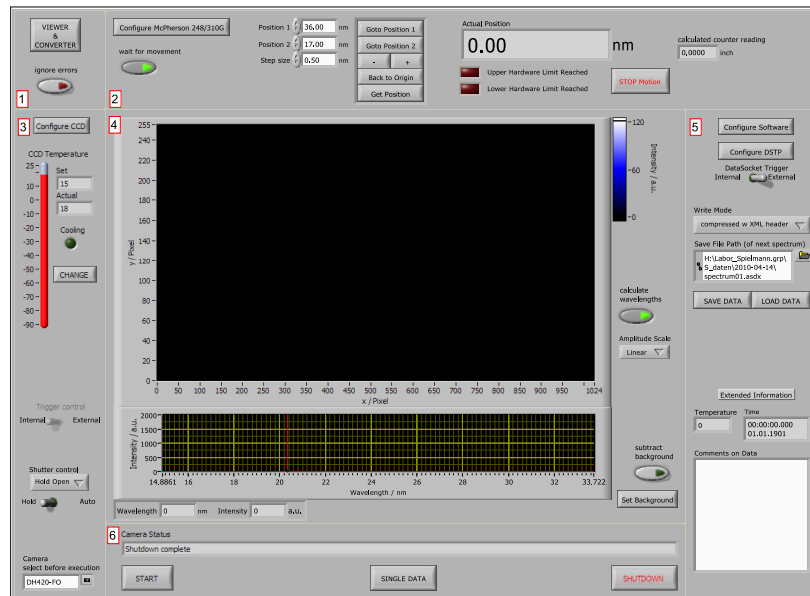 VIEWER
&
CONVERTER
ignore errors
1
Configure McPherson 248/310G
wait for movement
2
Position 1 36.00 nm
Position 2 17.00 nm
Step size 0.50 nm
Goto Position 1
Goto Position 2
- +
Back to Origin
Get Position
Actual Position
0.00 nm
Upper Hardware Limit Reached
Lower Hardware Limit Reached
STOP Motion
calculated counter reading
0,0000 inch
3
Configure CCD
CCD Temperature
25-
10-
0-
-10-
-20-
-30-
-40-
-50-
-60-
-70-
-80-
-90-
Set
15
Actual
18
Cooling
CHANGE
Trigger control
Internal External
Shutter control
Hold Open
Hold Auto
Camera
select before execution
DH420-FO
4
255-
240-
220-
200-
180-
160-
140-
120-
100-
80-
60-
40-
20-
0-
y / Pixel
0 50 100 150 200 250 300 350 400 450 500 550 600 650 700 750 800 850 900 950 1024
x / Pixel
-120
-60
-0
Intensity / a.u.
calculate
wavelengths
Amplitude Scale
Linear
2000-
1500-
1000-
500-
0-
Intensity / a.u.
14,8861 16 18 20 22 24 26 28 30 32 33,722
Wavelength / nm
subtract
background
Set Background
Wavelength 0 nm Intensity 0 a.u.
5
Configure Software
Configure DSTP
DataSocket Trigger
Internal External
Write Mode
compressed w XML header
Save File Path (of next spectrum)
H:\Labor_Spielmann.grp\
S_daten\2010-04-14\
spectrum01.asdx
SAVE DATA LOAD DATA
Extended Information
Temperature Time
0 00:00:00.000
01.01.1901
Comments on Data
6
Camera Status
Shutdown complete
START SINGLE DATA SHUTDOWN